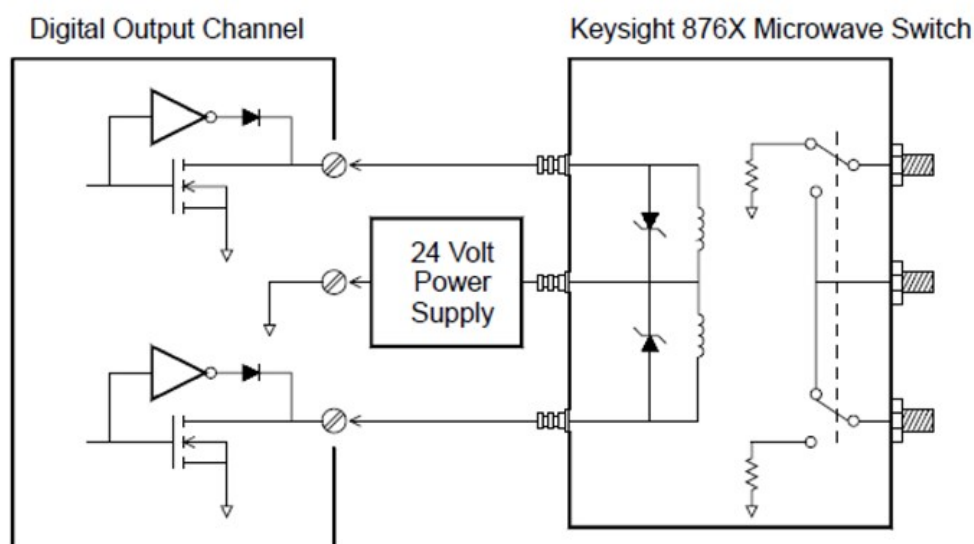 Digital Output Channel
Keysight 876X Microwave Switch
24 Volt
Power
Supply